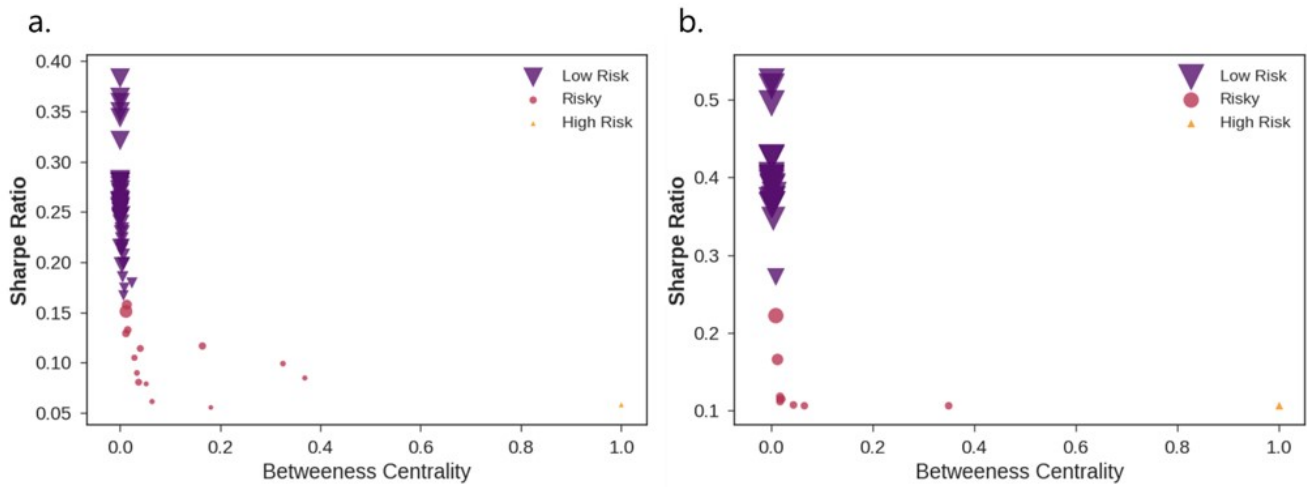 a.
Sharpe Ratio
0.40
0.35
0.30
0.25
0.20
0.15
0.10
0.05
Low Risk
Risky
High Risk
0.0 0.2 0.4 0.6 0.8 1.0
Betweeness Centrality
b.
Sharpe Ratio
0.5
0.4
0.3
0.2
0.1
Low Risk
Risky
High Risk
0.0 0.2 0.4 0.6 0.8 1.0
Betweeness Centrality